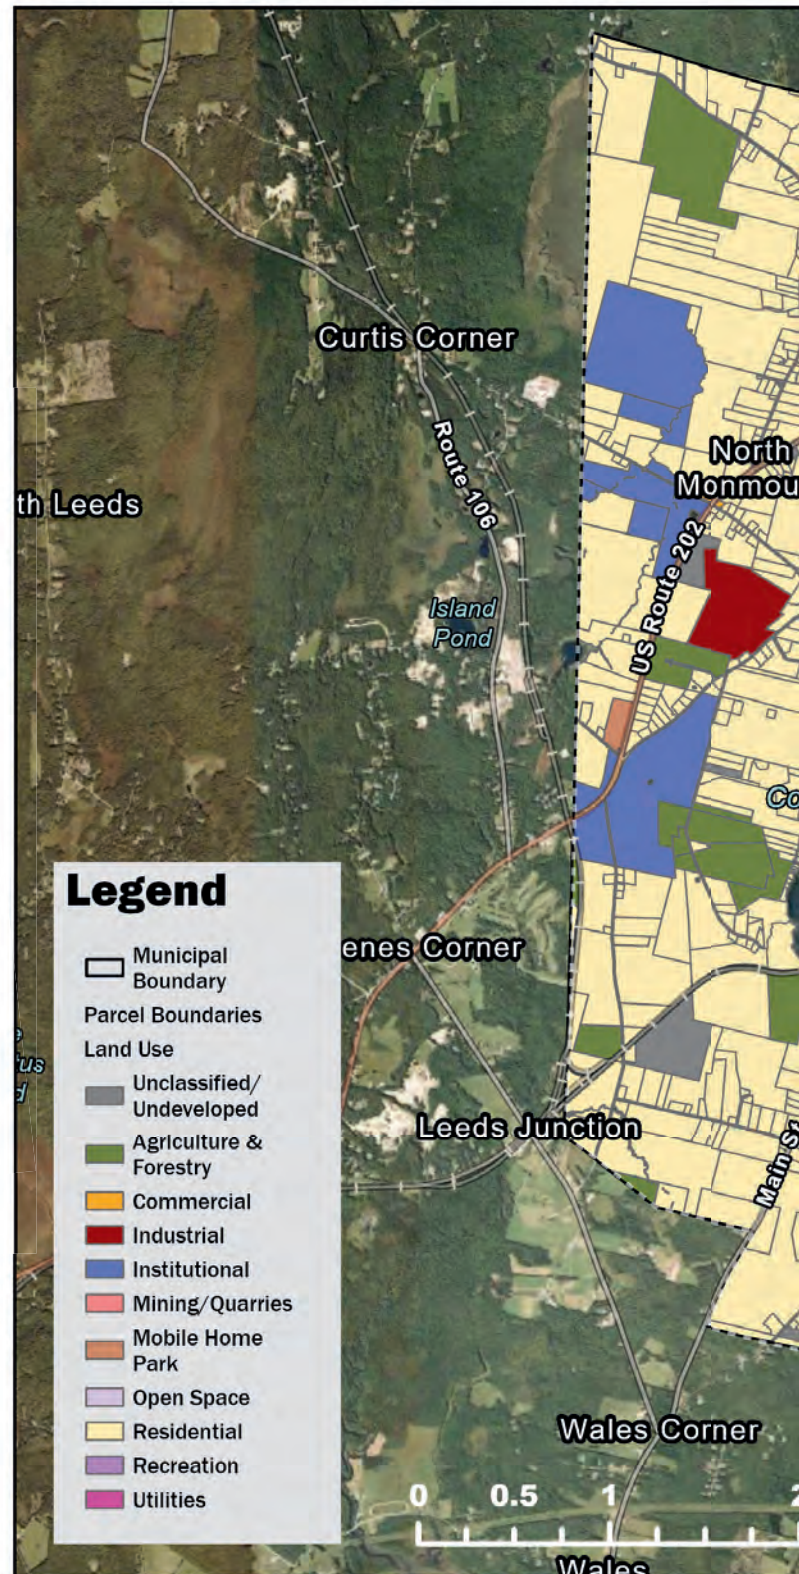 Curtis Corner
Route 106
North
Monmou
th Leeds
US Route 202
Island
Pond
Co
Legend
Municipal
Boundary
Parcel Boundaries
Land Use
Unclassified/
Undeveloped
Agriculture &
Forestry
Commercial
Industrial
Institutional
Mining/Quarries
Mobile Home
Park
Open Space
Residential
Recreation
Utilities
enes Corner
e
tus
d
Leeds Junction
Main St
Wales Corner
0 0.5 1 2
Wales